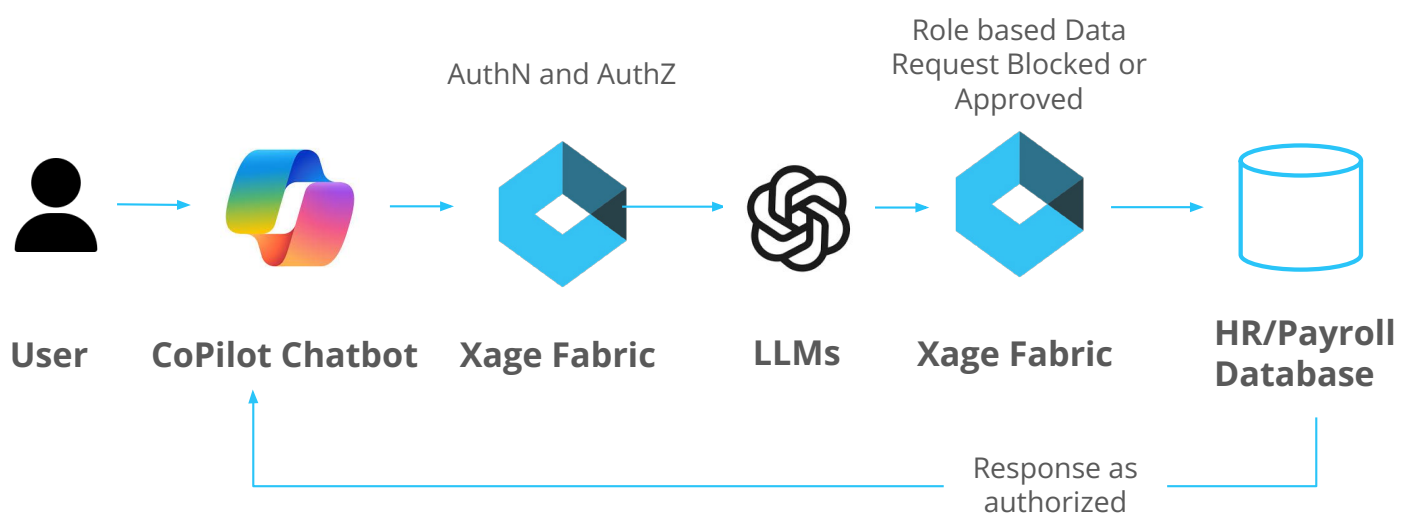 AuthN and AuthZ
Role based Data
Request Blocked or
Approved
User
CoPilot Chatbot
Xage Fabric
LLMs
Xage Fabric
HR/Payroll
Database
Response as
authorized